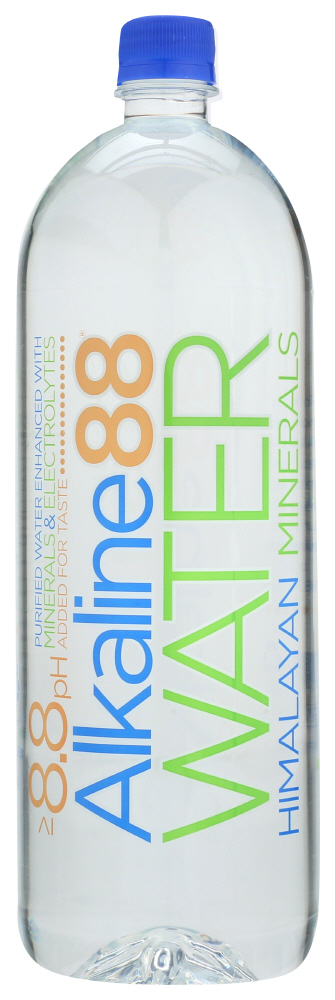 ≥8.8pH
PURIFIED WATER ENHANCED WITH
MINERALS & ELECTROLYTES
ADDED FOR TASTE
Alkaline88®
WATER
HIMALAYAN MINERALS